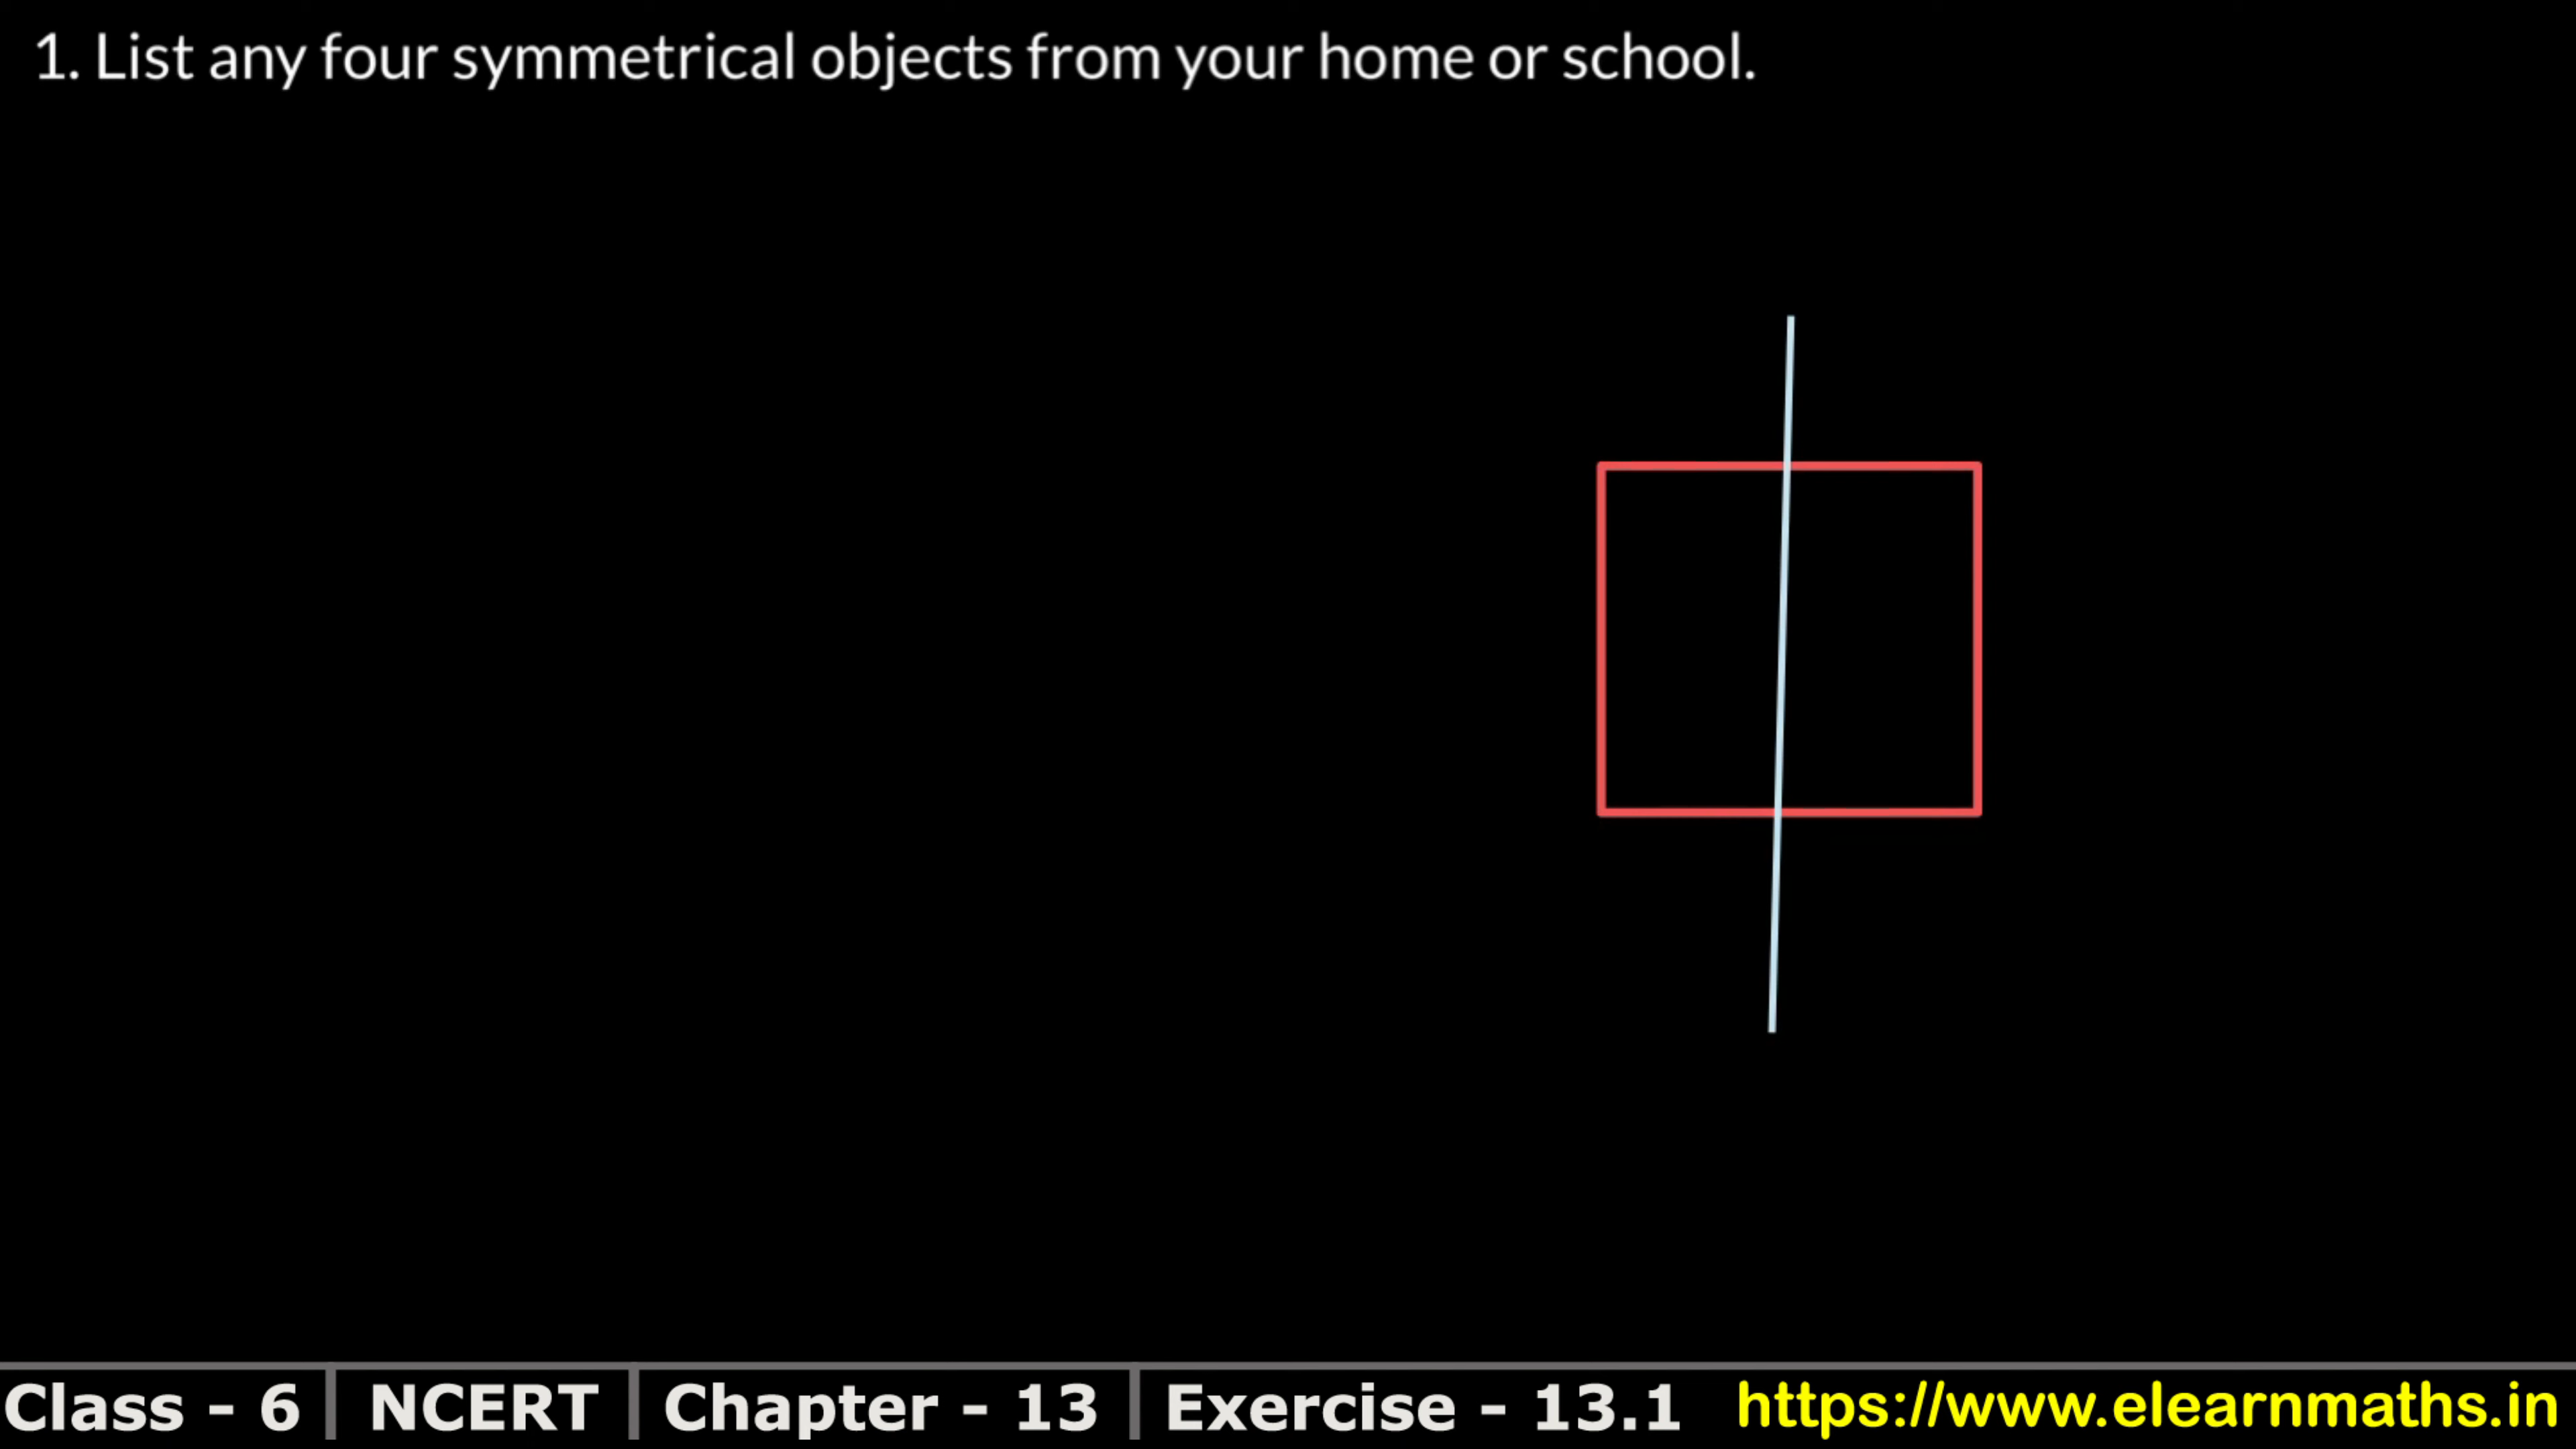 1. List any four symmetrical objects from your home or school.
Class - 6 | NCERT | Chapter - 13 | Exercise - 13.1 https://www.elearnmaths.in